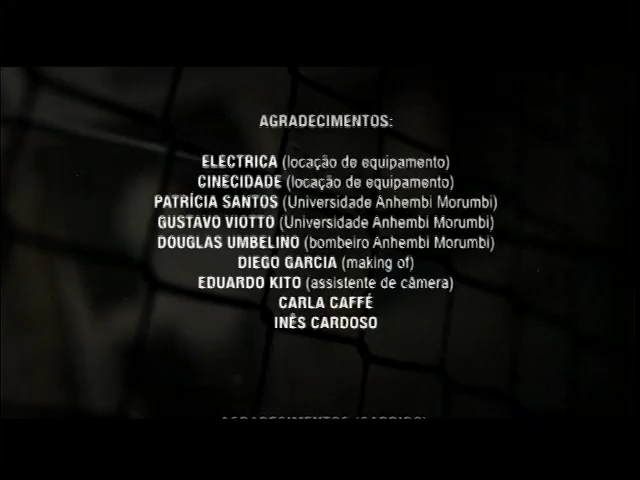 AGRADECIMENTOS:
ELECTRICA (locação de equipamento)
CINECIDADE (locação de equipamento)
PATRÍCIA SANTOS (Universidade Anhembi Morumbi)
GUSTAVO VIOTTO (Universidade Anhembi Morumbi)
DOUGLAS UMBELINO (bombeiro Anhembi Morumbi)
DIEGO GARCIA (making of)
EDUARDO KITO (assistente de câmera)
CARLA CAFFÉ
INÊS CARDOSO